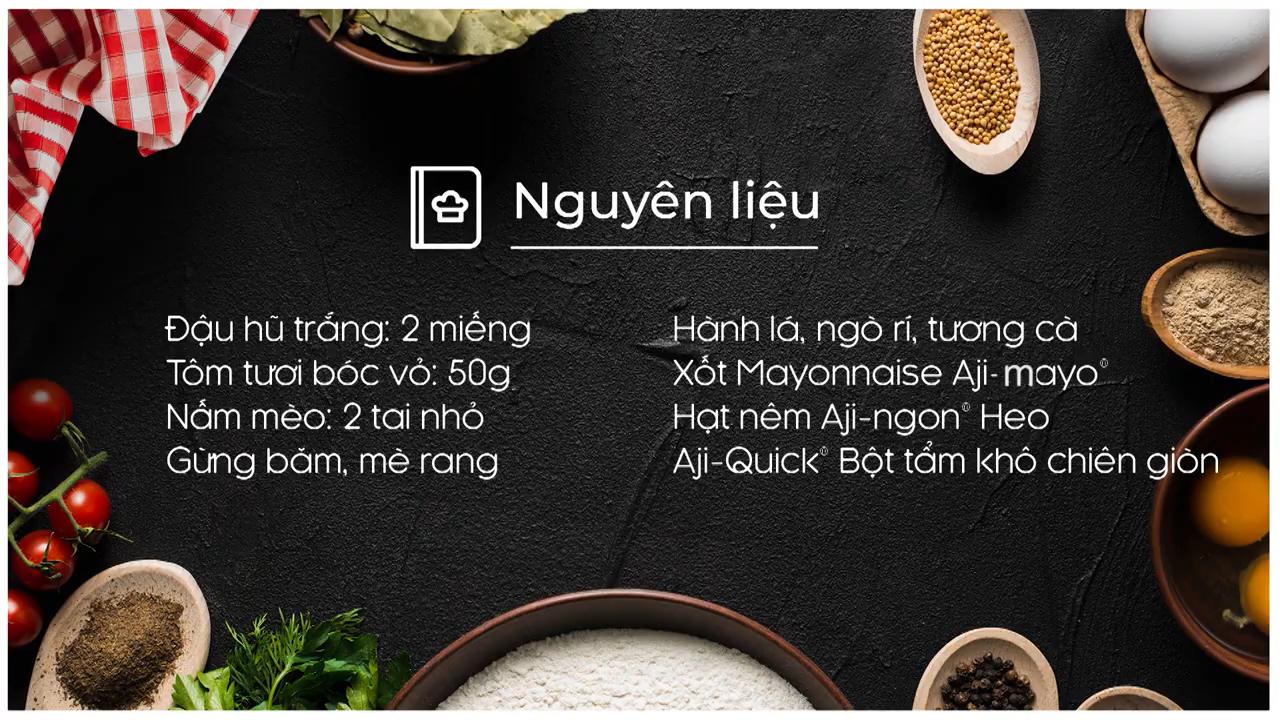 Nguyên liệu
Đậu hũ trắng: 2 miếng
Tôm tươi bóc vỏ: 50g
Nấm mèo: 2 tai nhỏ
Gừng băm, mè rang
Hành lá, ngò rí, tương cà
Xốt Mayonnaise Aji-mayo®
Hạt nêm Aji-ngon® Heo
Aji-Quick® Bột tẩm khô chiên giòn